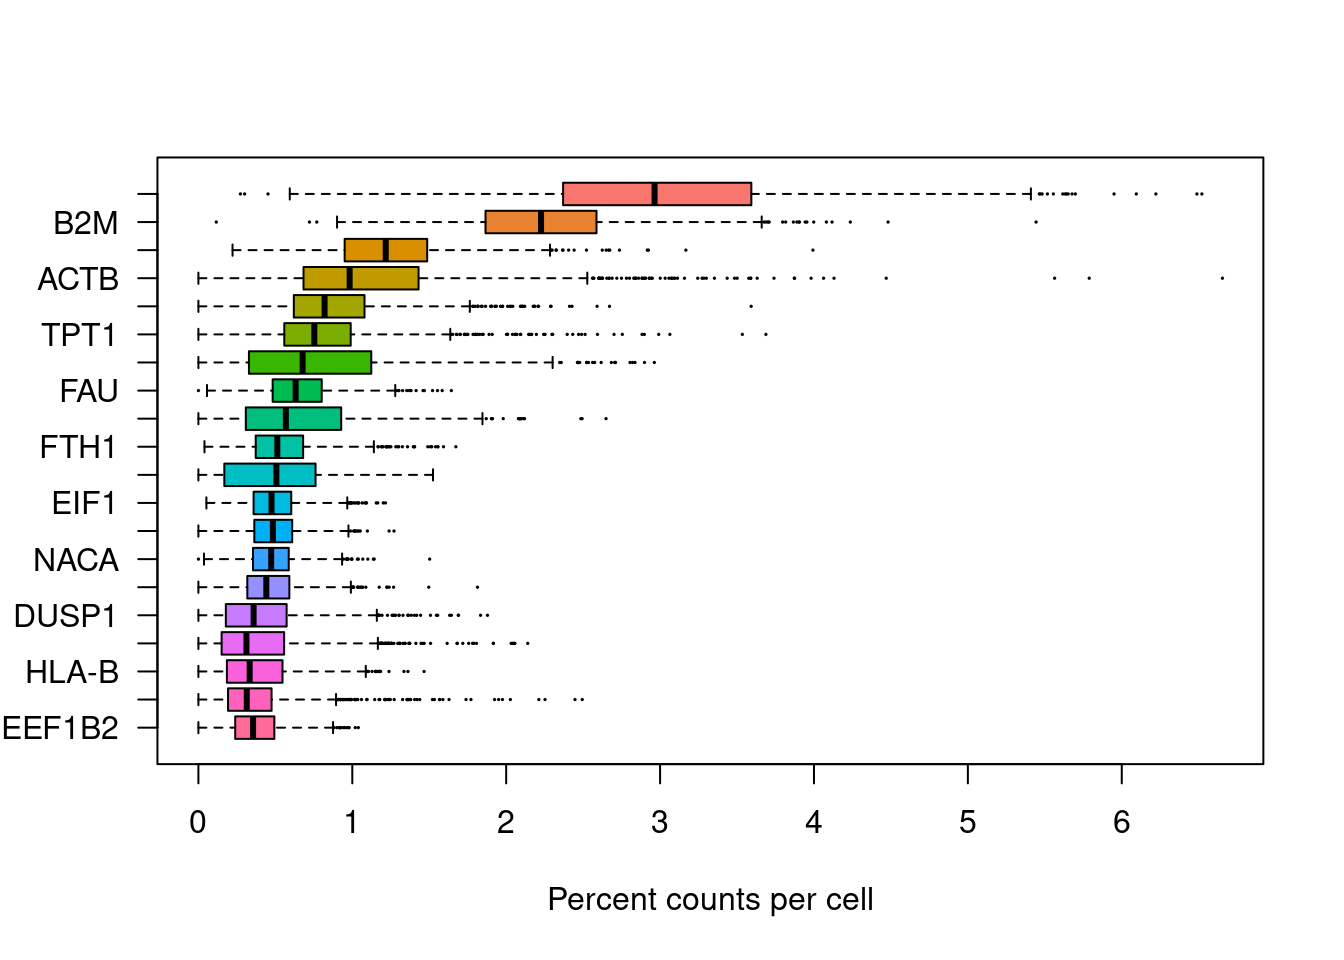 B2M
ACTB
TPT1
FAU
FTH1
EIF1
NACA
DUSP1
HLA-B
EEF1B2
0 1 2 3 4 5 6
Percent counts per cell